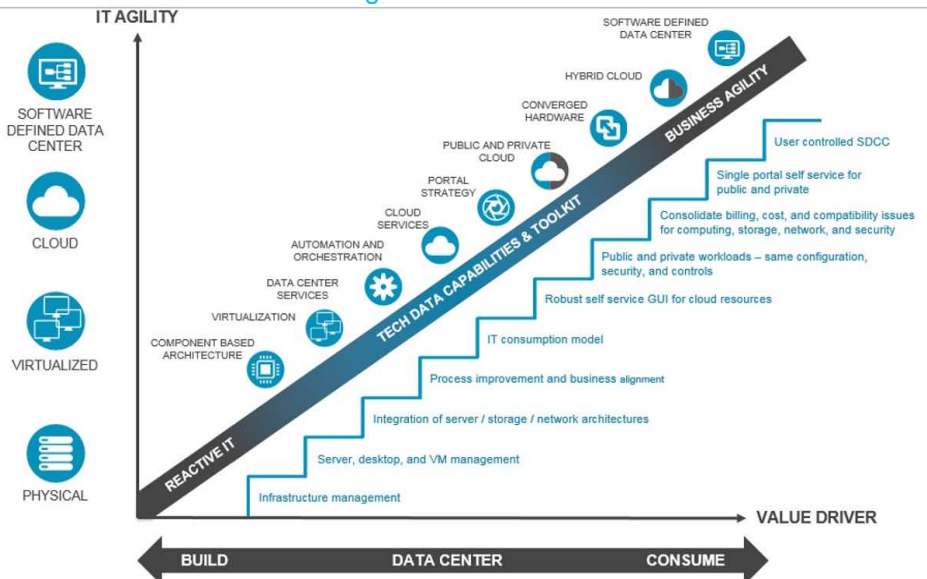 IT AGILITY
SOFTWARE
DEFINED DATA
CENTER
CLOUD
VIRTUALIZED
PHYSICAL
SOFTWARE DEFINED
DATA CENTER
HYBRID CLOUD
CONVERGED
HARDWARE
PUBLIC AND PRIVATE
CLOUD
PORTAL
STRATEGY
CLOUD
SERVICES
AUTOMATION AND
ORCHESTRATION
DATA CENTER
SERVICES
VIRTUALIZATION
COMPONENT BASED
ARCHITECTURE
REACTIVE IT
TECH DATA CAPABILITIES & TOOLKIT
BUSINESS AGILITY
User controlled SDCC
Single portal self service for
public and private
Consolidate billing, cost, and compatibility issues
for computing, storage, network, and security
Public and private workloads – same configuration,
security, and controls
Robust self service GUI for cloud resources
IT consumption model
Process improvement and business alignment
Integration of server / storage / network architectures
Server, desktop, and VM management
Infrastructure management
VALUE DRIVER
BUILD
DATA CENTER
CONSUME